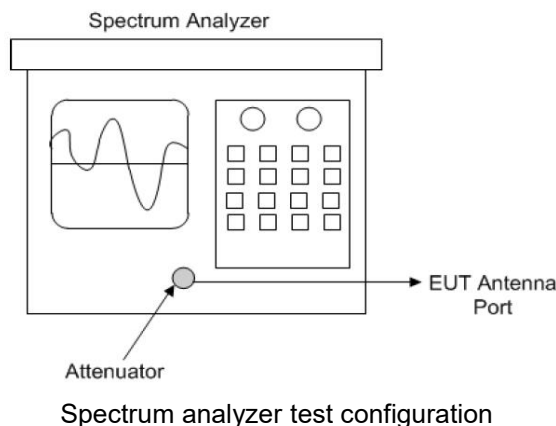 Spectrum Analyzer
EUT Antenna
Port
Attenuator
Spectrum analyzer test configuration